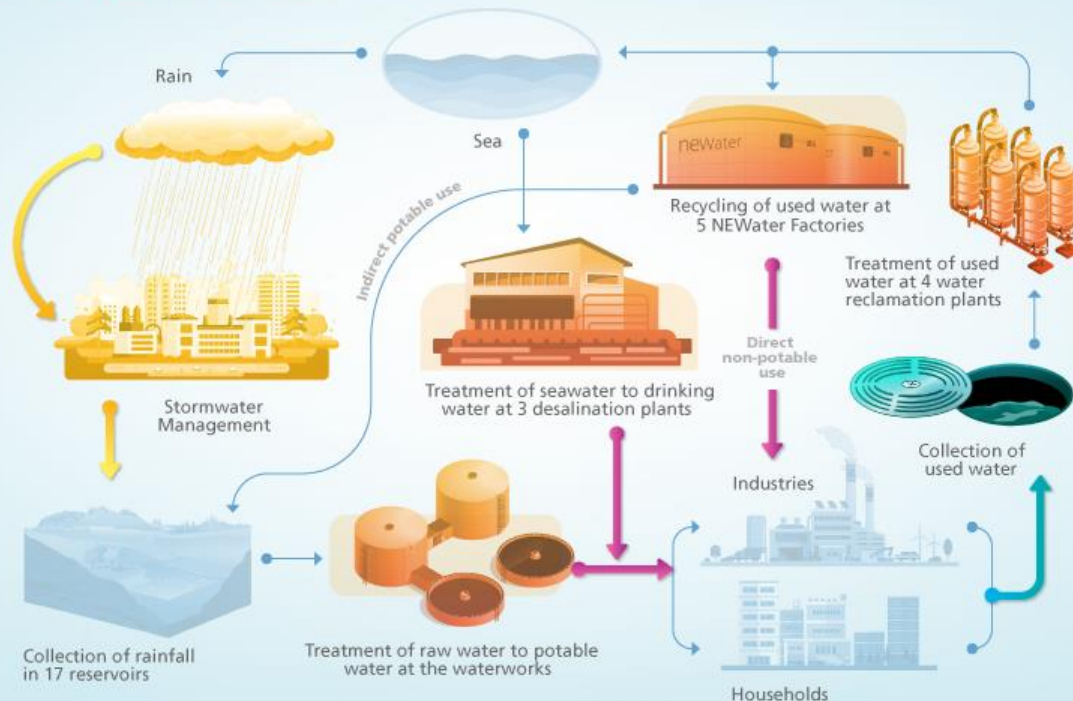 Rain
Sea
neWater
Recycling of used water at
5 NEWater Factories
Indirect potable use
Treatment of used
water at 4 water
reclamation plants
Direct
non-potable
use
Treatment of seawater to drinking
water at 3 desalination plants
Stormwater
Management
Collection of
used water
Industries
Collection of rainfall
in 17 reservoirs
Treatment of raw water to potable
water at the waterworks
Households